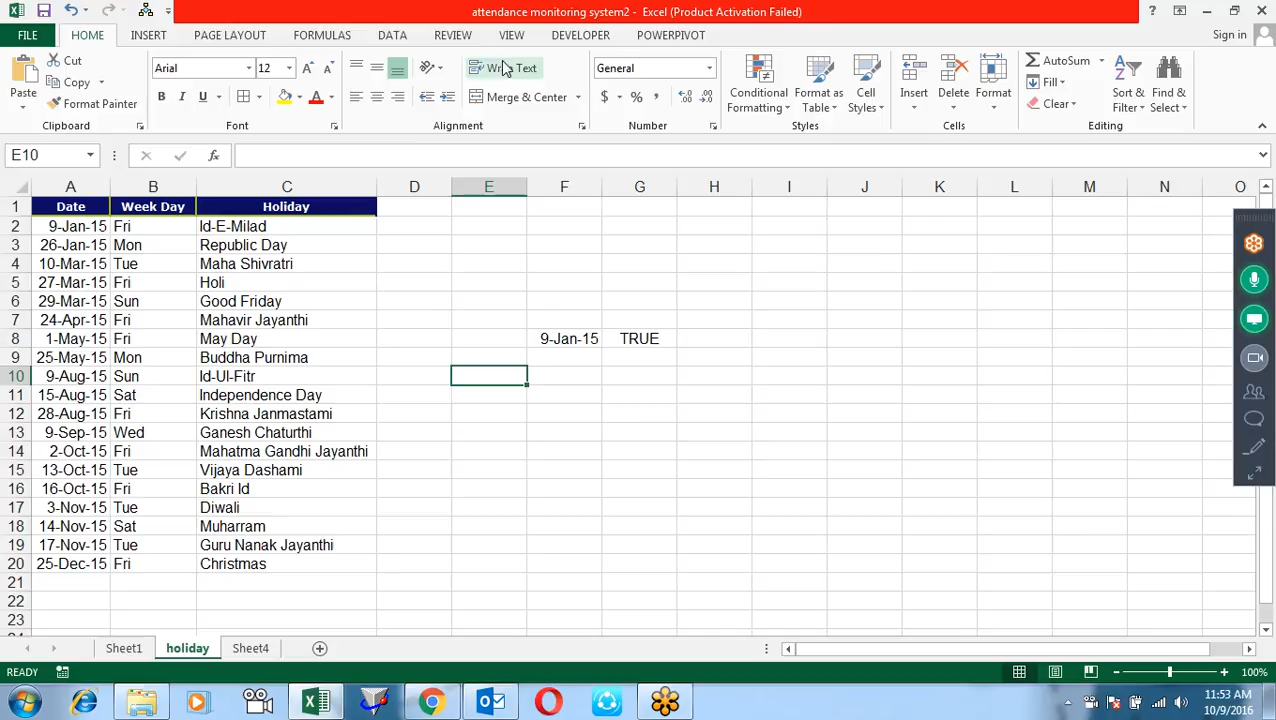 attendance monitoring system2 - Excel (Product Activation Failed)
FILE HOME INSERT PAGE LAYOUT FORMULAS DATA REVIEW VIEW DEVELOPER POWERPIVOT Sign in
Paste Cut Copy Format Painter
Arial 12
B I U
Text
Merge & Center
General
$ % ,
Conditional Formatting Format as Table Cell Styles
Insert Delete Format
AutoSum Fill Clear
Sort & Filter Find & Select
Clipboard Font Alignment Number Styles Cells Editing
E10 fx
A B C D E F G H I J K L M N O
1 Date Week Day Holiday
2 9-Jan-15 Fri Id-E-Milad
3 26-Jan-15 Mon Republic Day
4 10-Mar-15 Tue Maha Shivratri
5 27-Mar-15 Fri Holi
6 29-Mar-15 Sun Good Friday
7 24-Apr-15 Fri Mahavir Jayanthi
8 1-May-15 Fri May Day 9-Jan-15 TRUE
9 25-May-15 Mon Buddha Purnima
10 9-Aug-15 Sun Id-Ul-Fitr
11 15-Aug-15 Sat Independence Day
12 28-Aug-15 Fri Krishna Janmastami
13 9-Sep-15 Wed Ganesh Chaturthi
14 2-Oct-15 Fri Mahatma Gandhi Jayanthi
15 13-Oct-15 Tue Vijaya Dashami
16 16-Oct-15 Fri Bakri Id
17 3-Nov-15 Tue Diwali
18 14-Nov-15 Sat Muharram
19 17-Nov-15 Tue Guru Nanak Jayanthi
20 25-Dec-15 Fri Christmas
21
22
23
Sheet1 holiday Sheet4
READY 100%
11:53 AM
10/9/2016